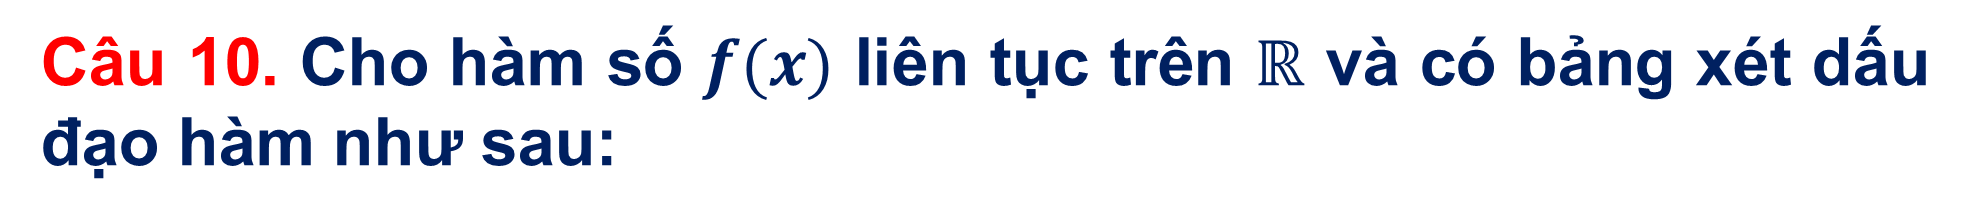 Câu 10. Cho hàm số f(x) liên tục trên ℝ và có bảng xét dấu
đạo hàm như sau: